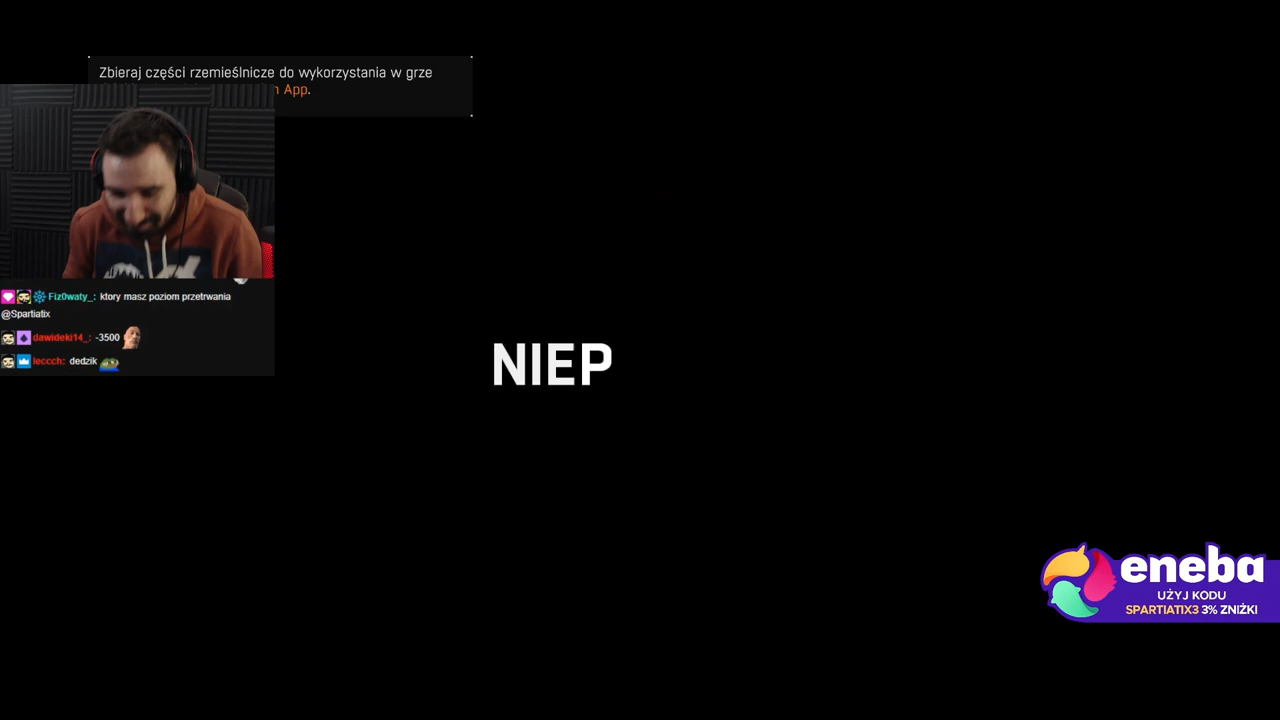 Zbieraj części rzemieślnicze do wykorzystania w grze
App.
Fiz0waty_: ktory masz poziom przetrwania
@Spartiatix
dawideki14_: -3500
leccch: dedzik
NIEP
eneba
UŻYJ KODU
SPARTIATIX3 3% ZNIŻKI